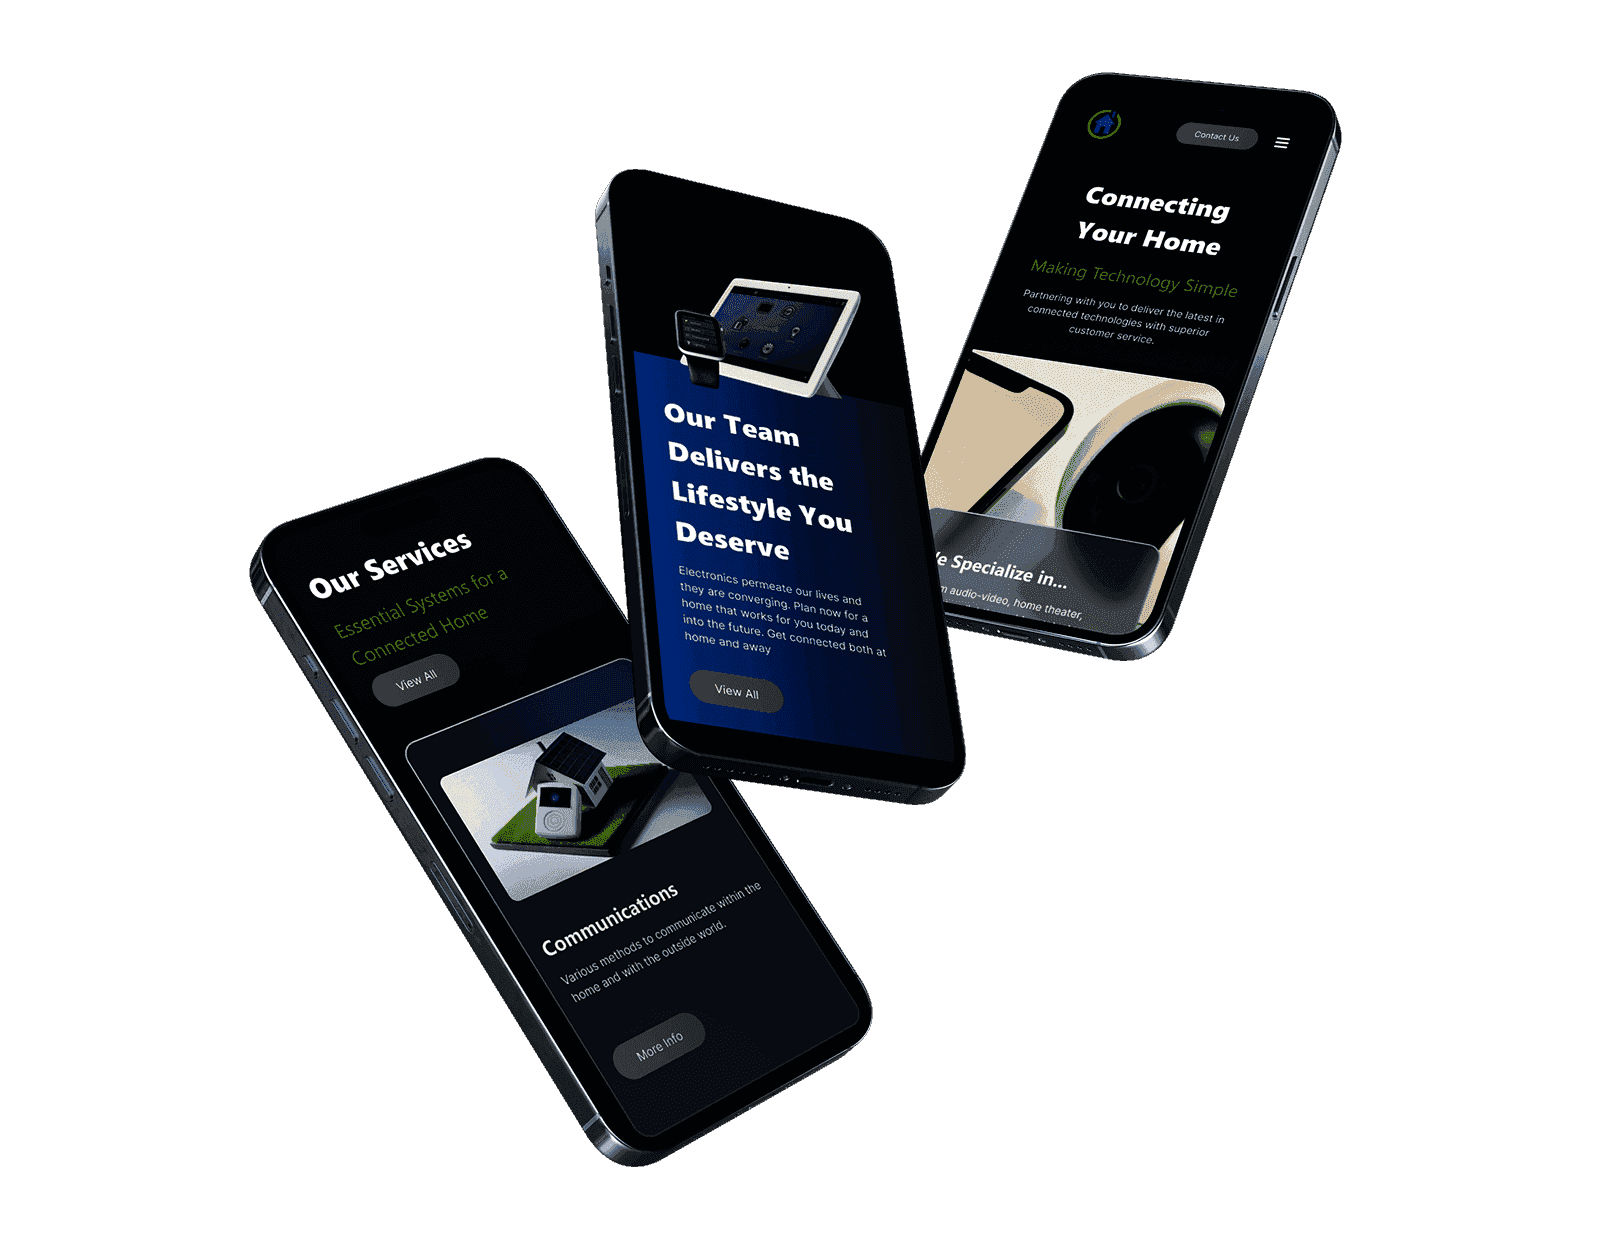 Our Services
Essential Systems for a
Connected Home
View All
Communications
Various methods to communicate within the
home and with the outside world.
More Info
Our Team
Delivers the
Lifestyle You
Deserve
Electronics permeate our lives and
they are converging. Plan now for a
home that works for you today and
into the future. Get connected both at
home and away
View All
Contact Us
Connecting
Your Home
Making Technology Simple
Partnering with you to deliver the latest in
connected technologies with superior
customer service.
Specialize in...
audio-video, home theater,